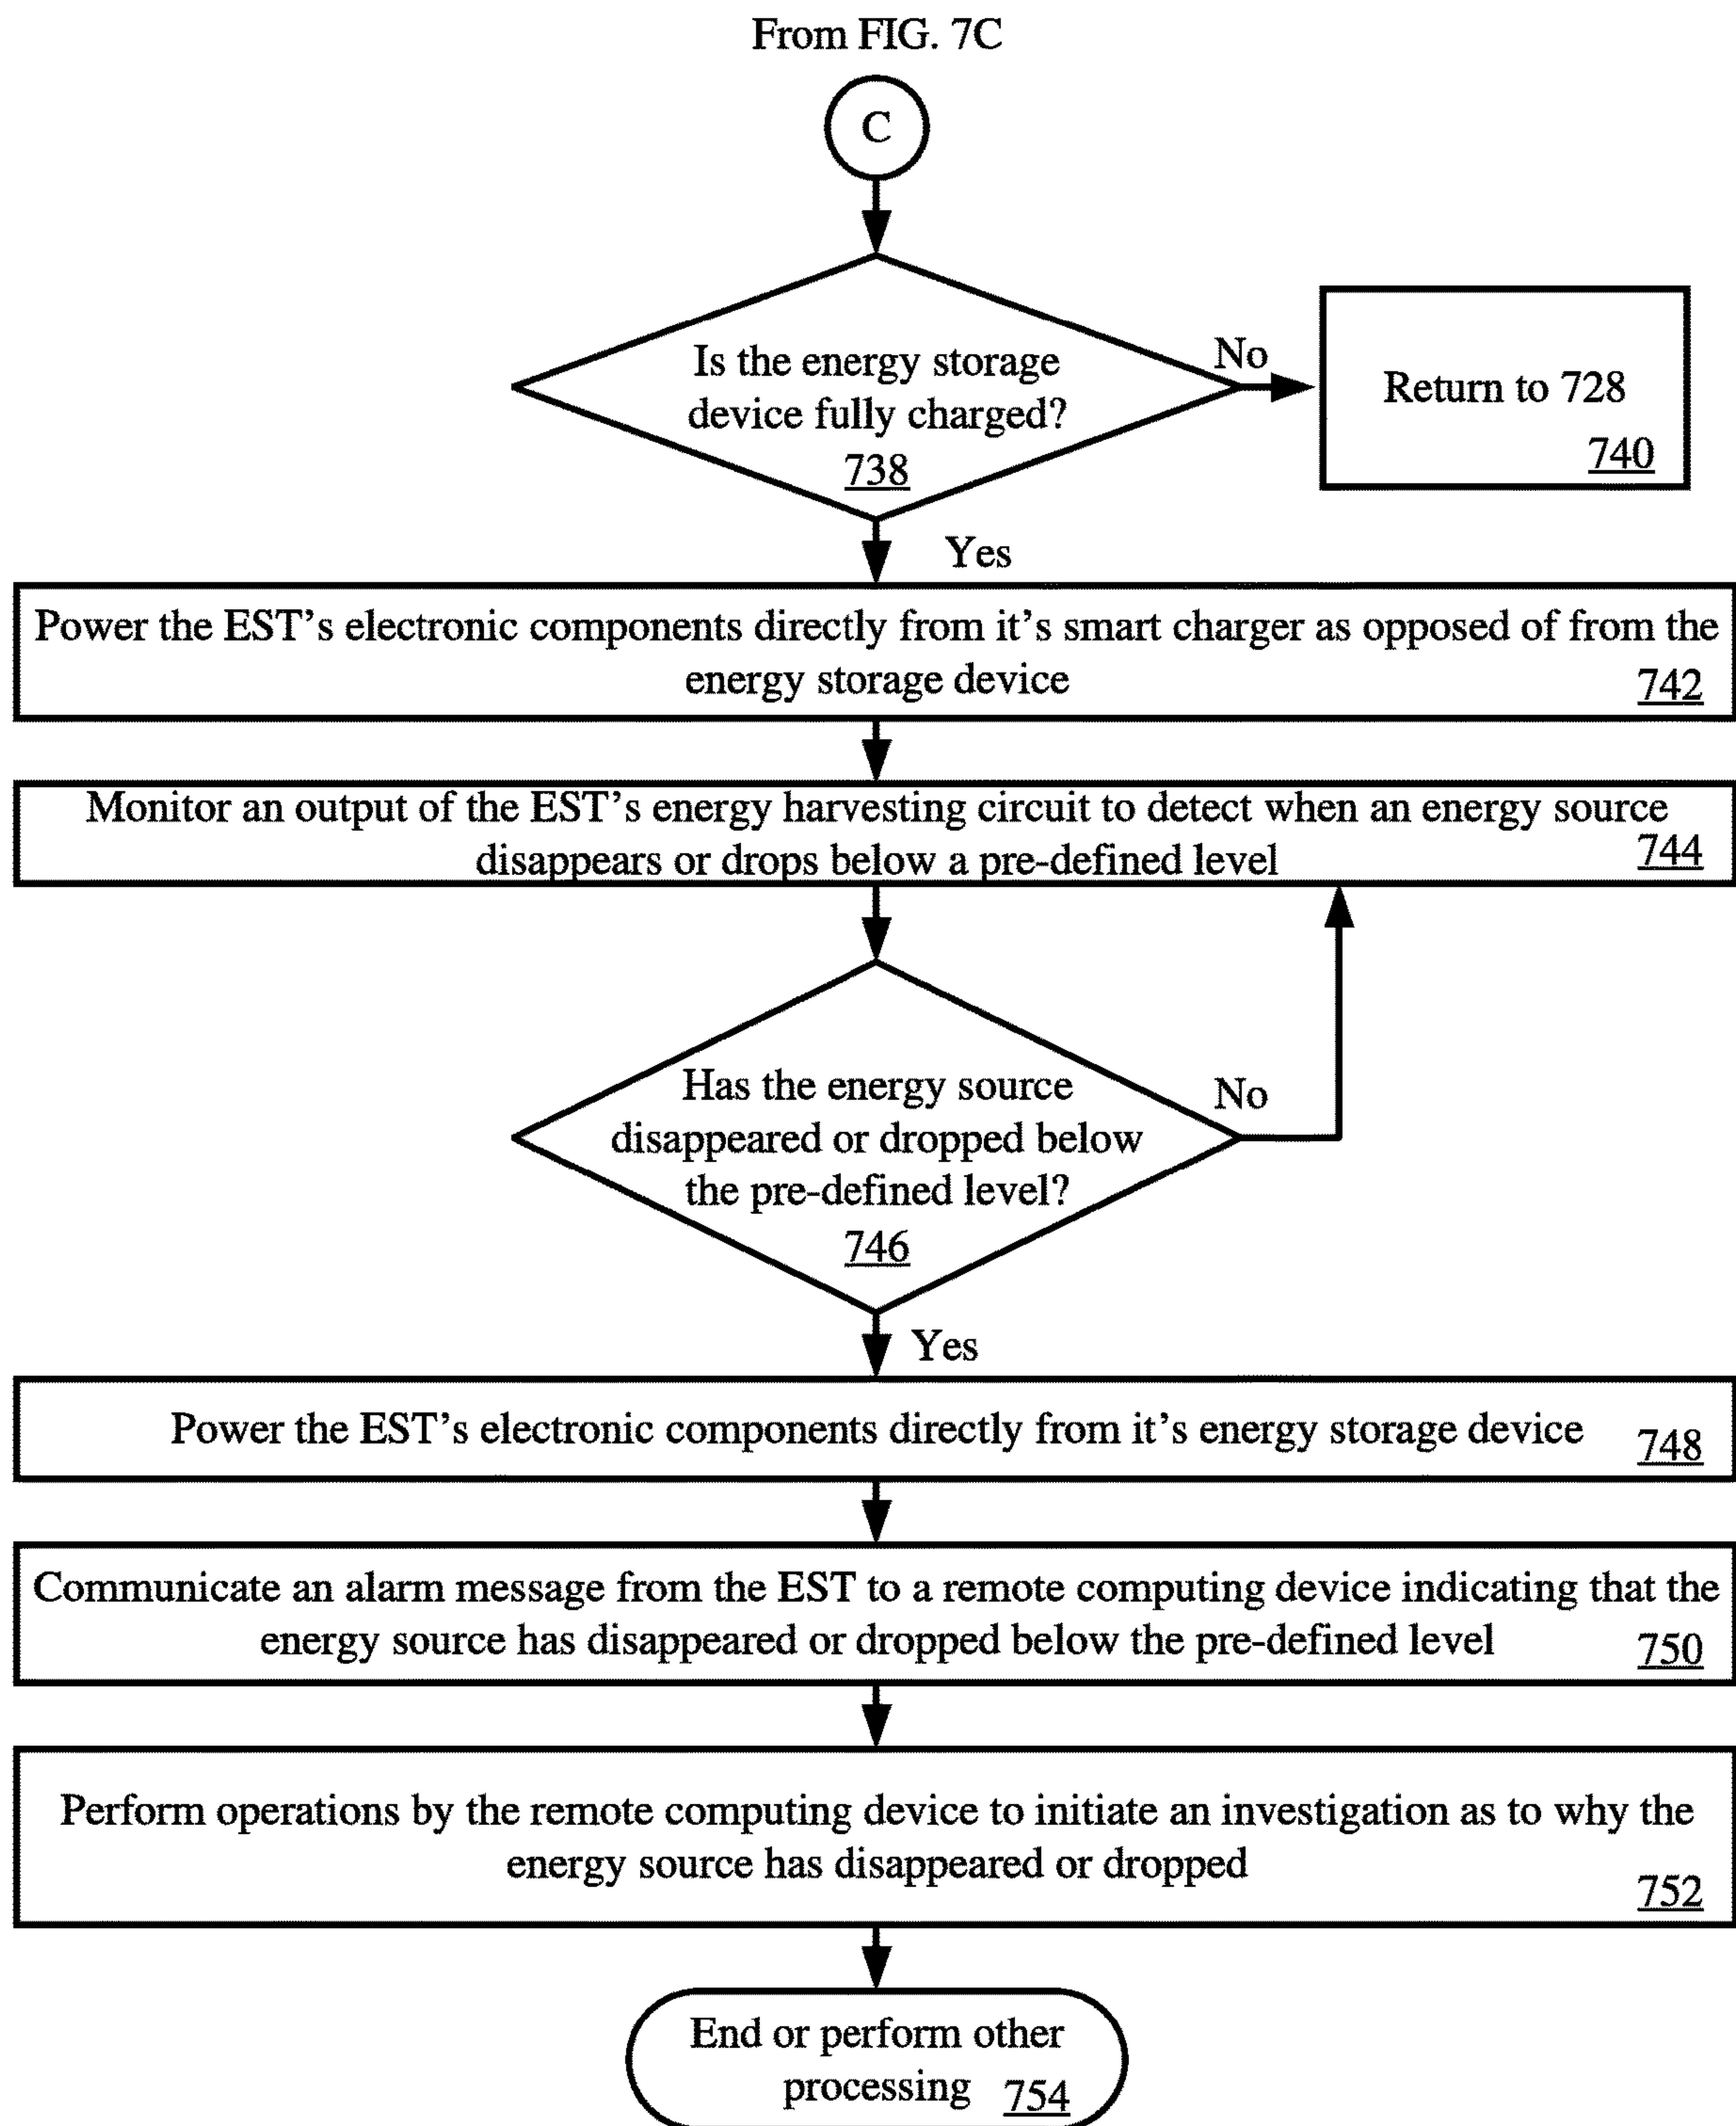 From FIG. 7C
C
Is the energy storage
device fully charged?
738
No
Return to 728
740
Yes
Power the EST’s electronic components directly from it’s smart charger as opposed of from the
energy storage device
742
Monitor an output of the EST’s energy harvesting circuit to detect when an energy source
disappears or drops below a pre-defined level
744
Has the energy source
disappeared or dropped below
the pre-defined level?
746
No
Yes
Power the EST’s electronic components directly from it’s energy storage device
748
Communicate an alarm message from the EST to a remote computing device indicating that the
energy source has disappeared or dropped below the pre-defined level
750
Perform operations by the remote computing device to initiate an investigation as to why the
energy source has disappeared or dropped
752
End or perform other
processing 754